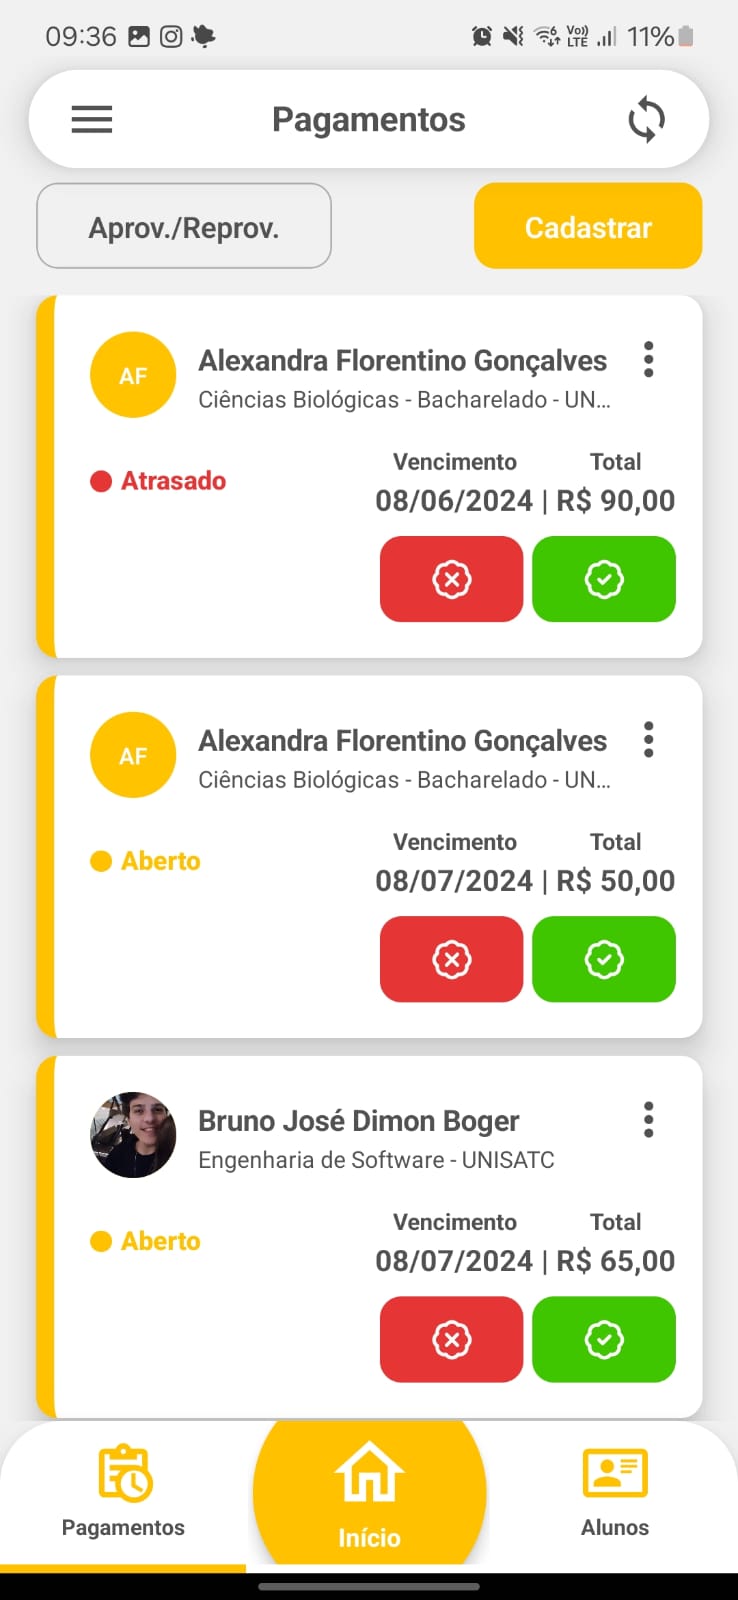 09:36
Vo))
LTE
11%
Pagamentos
Aprov./Reprov.
Cadastrar
AF
Alexandra Florentino Gonçalves
Ciências Biológicas - Bacharelado - UN...
Atrasado
Vencimento Total
08/06/2024 | R$ 90,00
AF
Alexandra Florentino Gonçalves
Ciências Biológicas - Bacharelado - UN...
Aberto
Vencimento Total
08/07/2024 | R$ 50,00
Bruno José Dimon Boger
Engenharia de Software - UNISATC
Aberto
Vencimento Total
08/07/2024 | R$ 65,00
Pagamentos
Início
Alunos